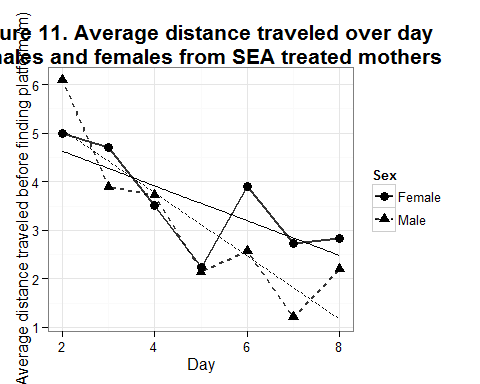 ure 11. Average distance traveled over day
ales and females from SEA treated mothers
Average distance traveled before finding platform
6
5
4
3
2
1
2
4
6
8
Day
Sex
Female
Male